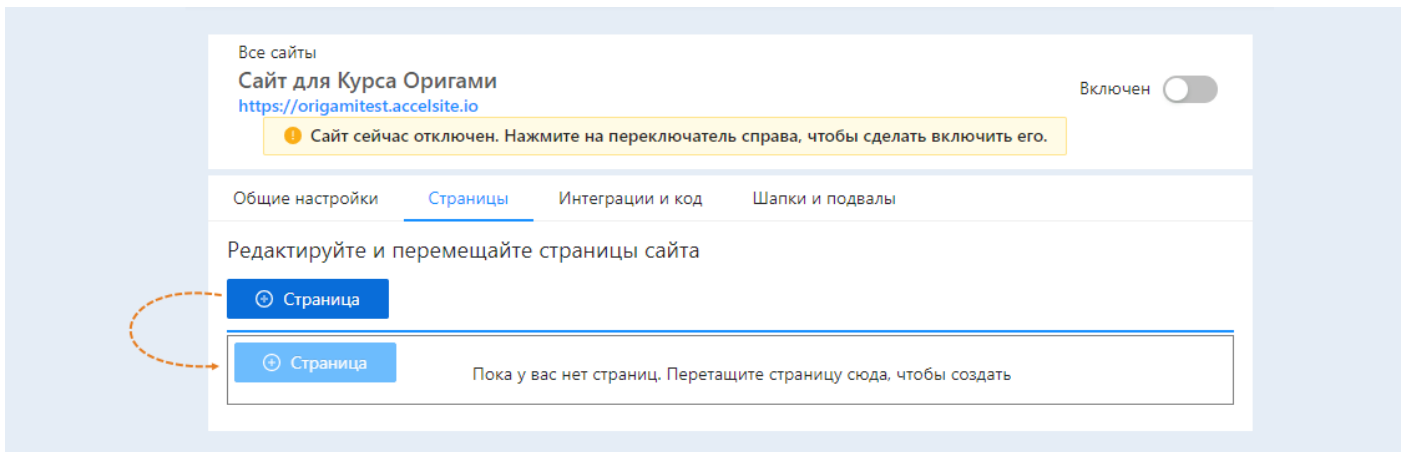 Все сайты
Сайт для Курса Оригами
Включен
https://origamitest.accelsite.io
Сайт сейчас отключен. Нажмите на переключатель справа, чтобы сделать включить его.
Общие настройки Страницы Интеграции и код Шапки и подвалы
Редактируйте и перемещайте страницы сайта
Страница
Страница
Пока у вас нет страниц. Перетащите страницу сюда, чтобы создать